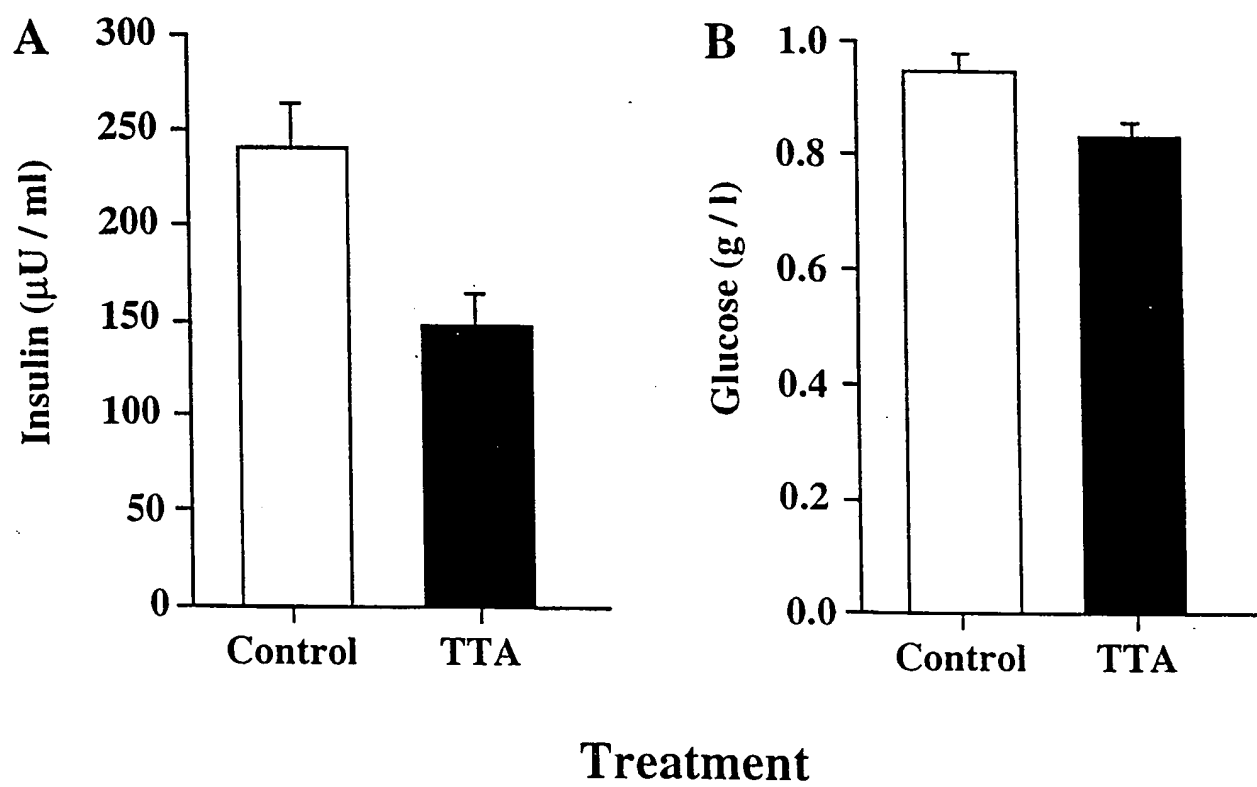 A
300
250
200
150
100
50
0
Insulin (µU / ml)
Control
TTA
B
1.0
0.8
0.6
0.4
0.2
0.0
Glucose (g / l)
Control
TTA
Treatment